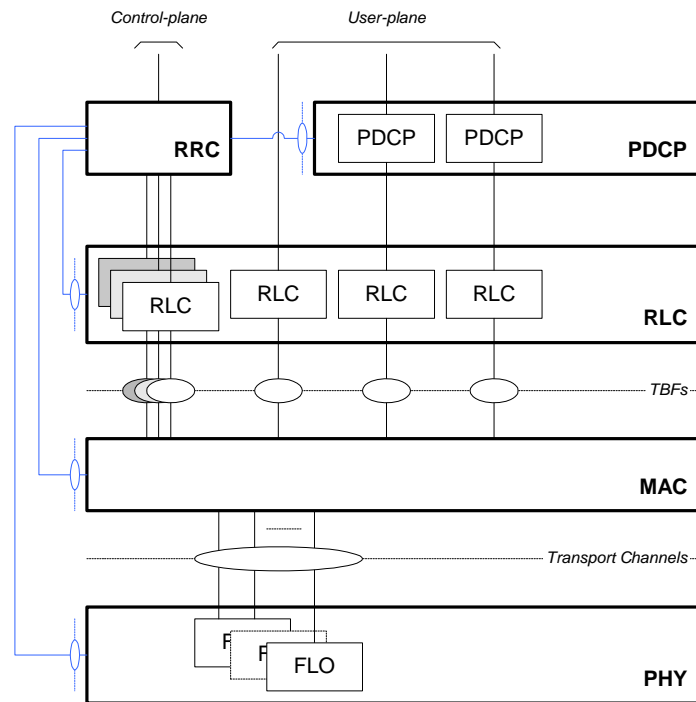 Control-plane
User-plane
RRC
PDCP
PDCP
PDCP
RLC
RLC
RLC
RLC
RLC
TBFs
MAC
Transport Channels
F
F
FLO
PHY